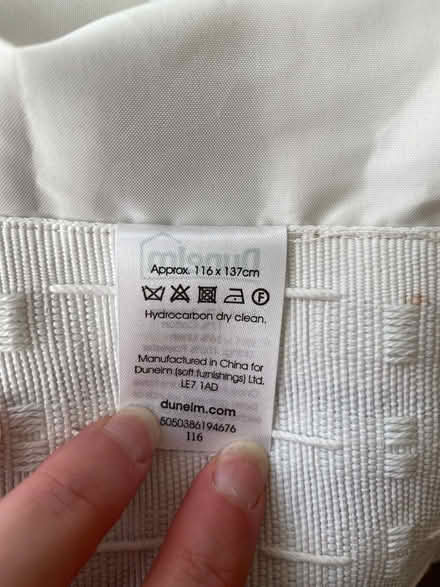 Approx. 116 x 137cm
Hydrocarbon dry clean.
Manufactured in China for
Dunelm (soft furnishings) Ltd.
LE7 1AD
dunelm.com
5050386194676
116